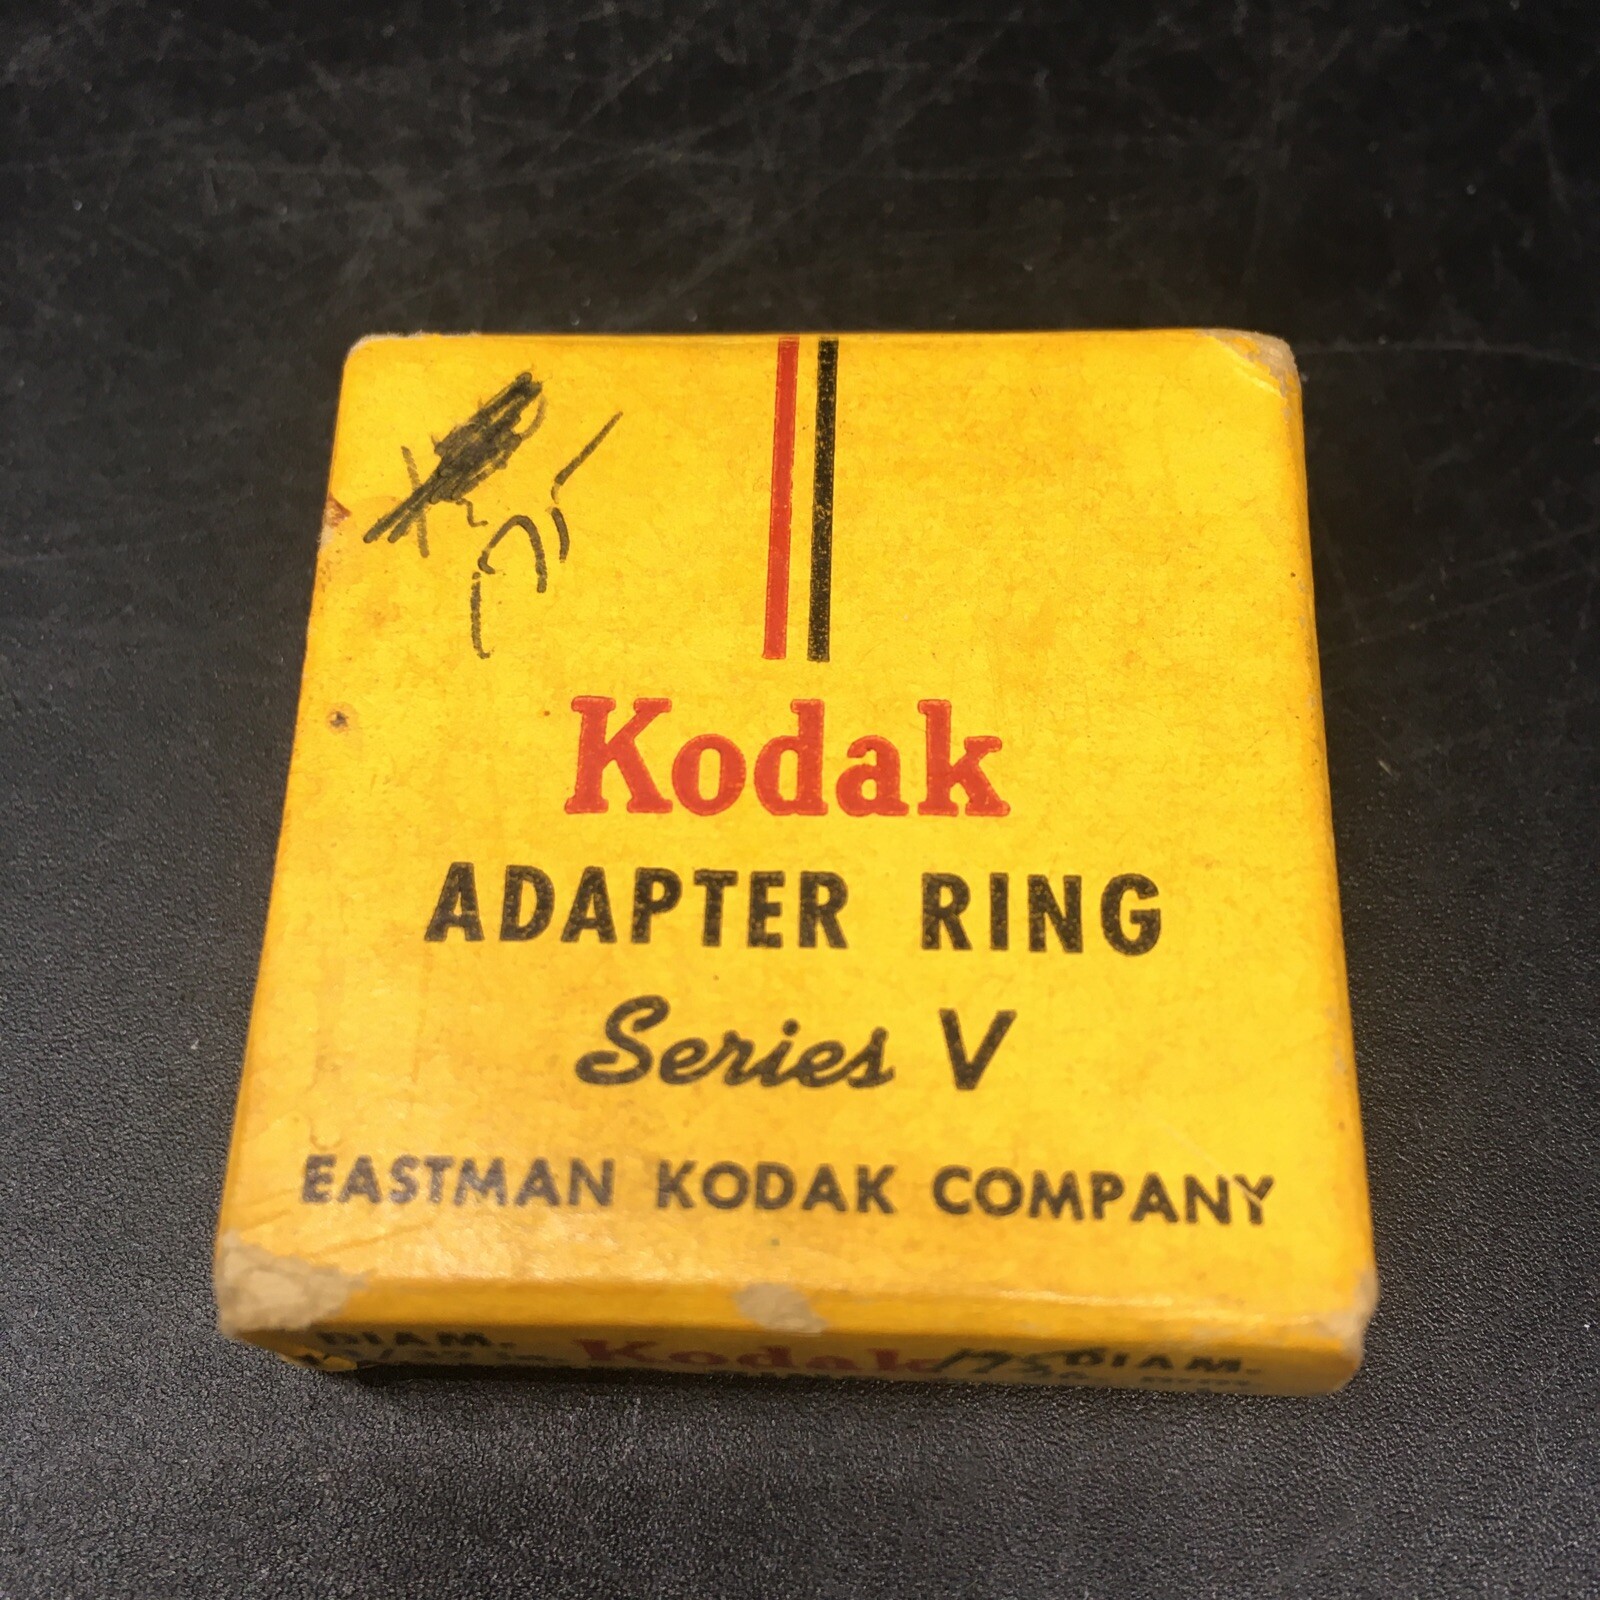 Kodak
ADAPTER RING
Series V
EASTMAN KODAK COMPANY
DIAM. Kodak DIAM.